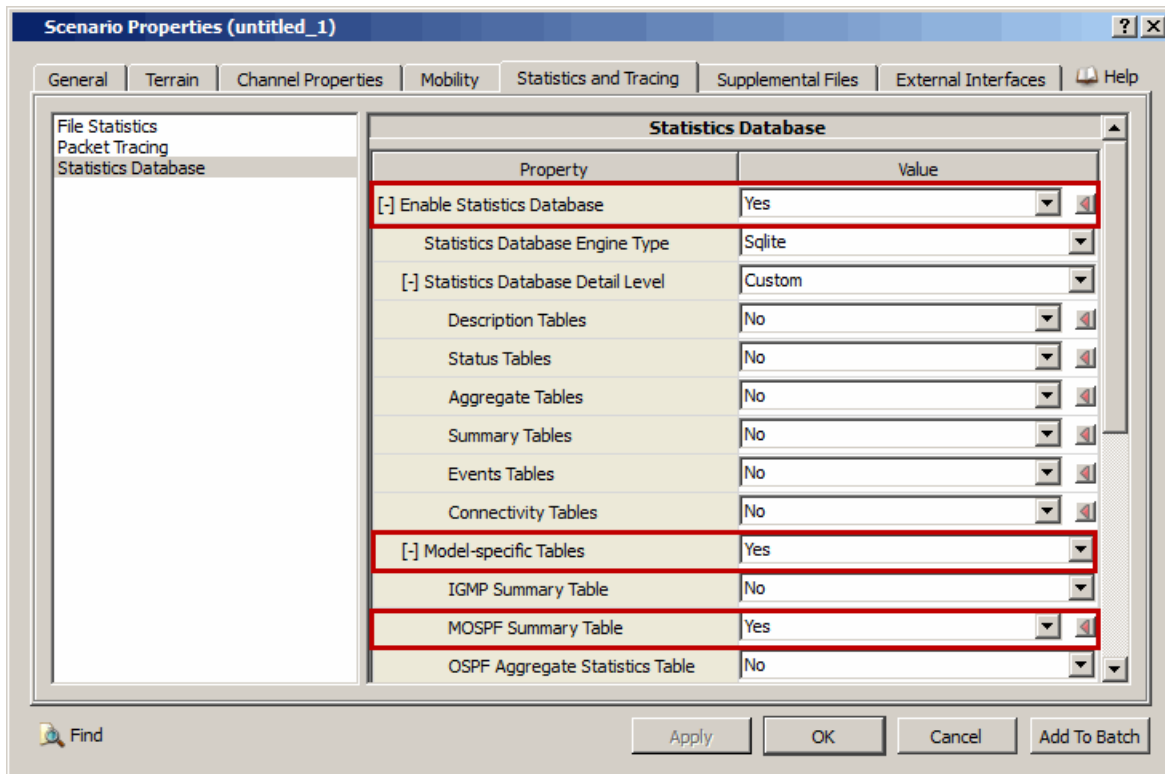 Scenario Properties (untitled_1) ? X
General Terrain Channel Properties Mobility Statistics and Tracing Supplemental Files External Interfaces Help
File Statistics
Packet Tracing
Statistics Database
Statistics Database
Property Value
[-] Enable Statistics Database Yes
Statistics Database Engine Type Sqlite
[-] Statistics Database Detail Level Custom
Description Tables No
Status Tables No
Aggregate Tables No
Summary Tables No
Events Tables No
Connectivity Tables No
[-] Model-specific Tables Yes
IGMP Summary Table No
MOSPF Summary Table Yes
OSPF Aggregate Statistics Table No
Find Apply OK Cancel Add To Batch